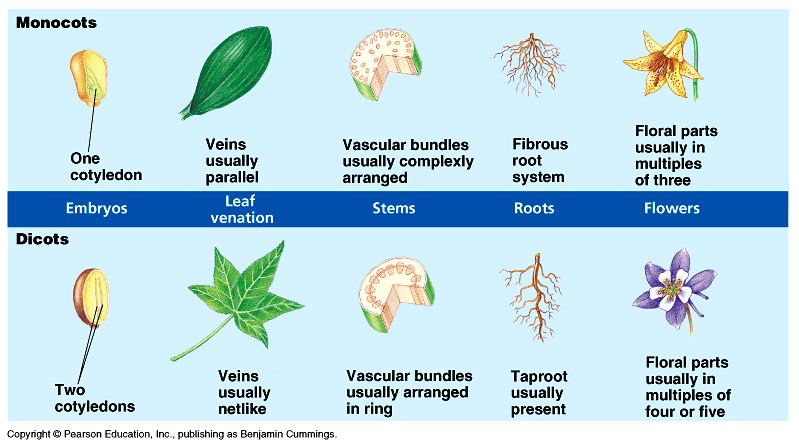 Monocots
One
cotyledon
Veins
usually
parallel
Vascular bundles
usually complexly
arranged
Fibrous
root
system
Floral parts
usually in
multiples
of three
Embryos
Leaf
venation
Stems
Roots
Flowers
Dicots
Two
cotyledons
Veins
usually
netlike
Vascular bundles
usually arranged
in ring
Taproot
usually
present
Floral parts
usually in
multiples of
four or five
Copyright © Pearson Education, Inc., publishing as Benjamin Cummings.